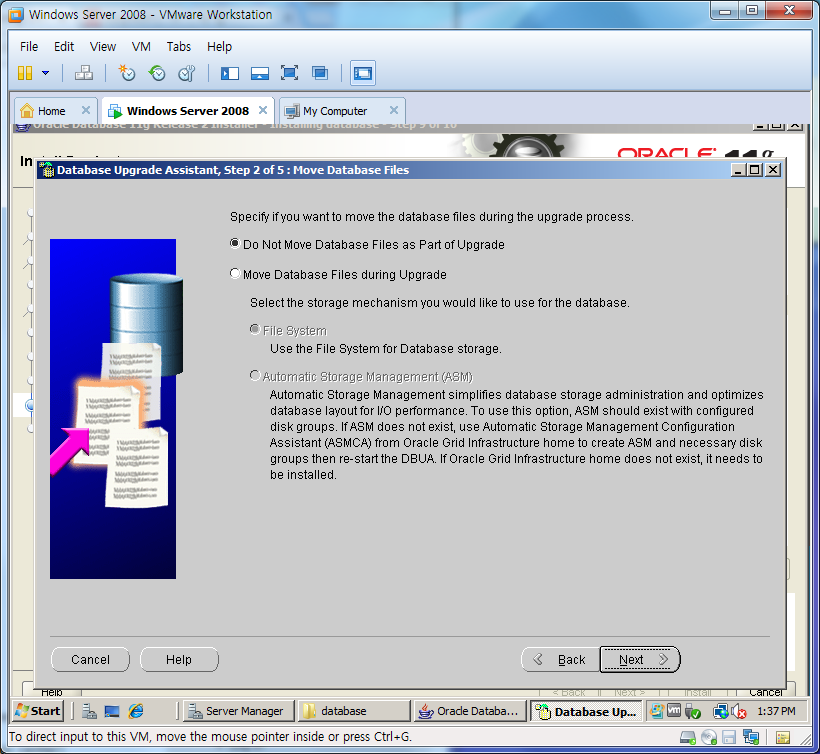 Windows Server 2008 - VMware Workstation
File Edit View VM Tabs Help
Home Windows Server 2008 My Computer
Oracle Database 11g Release 2 Installer - Installing database - Step 9 of 10
ORACLE 11g
Database Upgrade Assistant, Step 2 of 5 : Move Database Files
Specify if you want to move the database files during the upgrade process.
Do Not Move Database Files as Part of Upgrade
Move Database Files during Upgrade
Select the storage mechanism you would like to use for the database.
File System
Use the File System for Database storage.
Automatic Storage Management (ASM)
Automatic Storage Management simplifies database storage administration and optimizes
database layout for I/O performance. To use this option, ASM should exist with configured
disk groups. If ASM does not exist, use Automatic Storage Management Configuration
Assistant (ASMCA) from Oracle Grid Infrastructure home to create ASM and necessary disk
groups then re-start the DBUA. If Oracle Grid Infrastructure home does not exist, it needs to
be installed.
Cancel Help Back Next
Help < Back Next > Install Cancel
Start Server Manager database Oracle Databa... Database Up... 1:37 PM
To direct input to this VM, move the mouse pointer inside or press Ctrl+G.